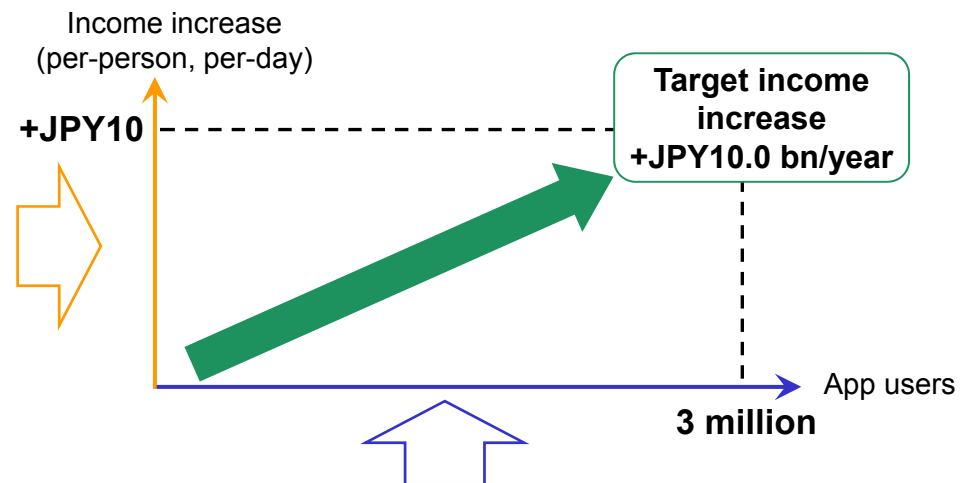 Income increase
(per-person, per-day)
+JPY10
Target income
increase
+JPY10.0 bn/year
App users
3 million